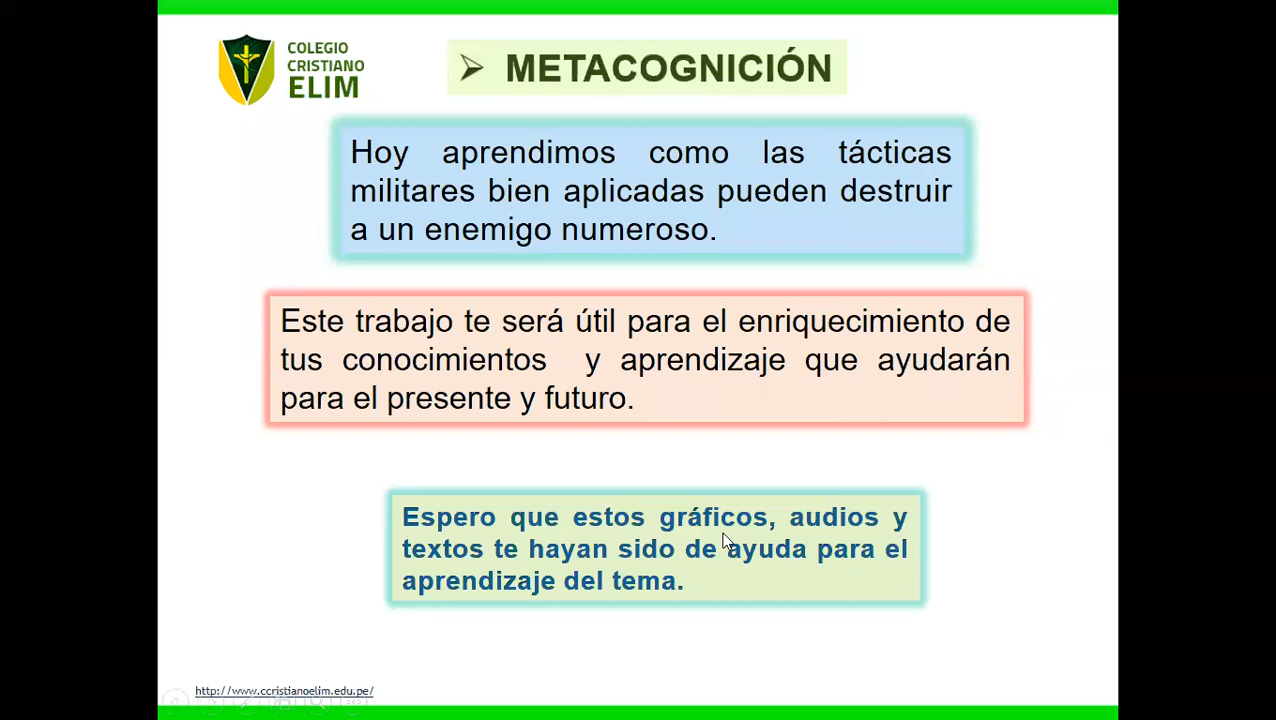 COLEGIO
CRISTIANO
ELIM
METACOGNICIÓN
Hoy aprendimos como las tácticas
militares bien aplicadas pueden destruir
a un enemigo numeroso.
Este trabajo te será útil para el enriquecimiento de
tus conocimientos y aprendizaje que ayudarán
para el presente y futuro.
Espero que estos gráficos, audios y
textos te hayan sido de ayuda para el
aprendizaje del tema.
http://www.ccristianoelim.edu.pe/